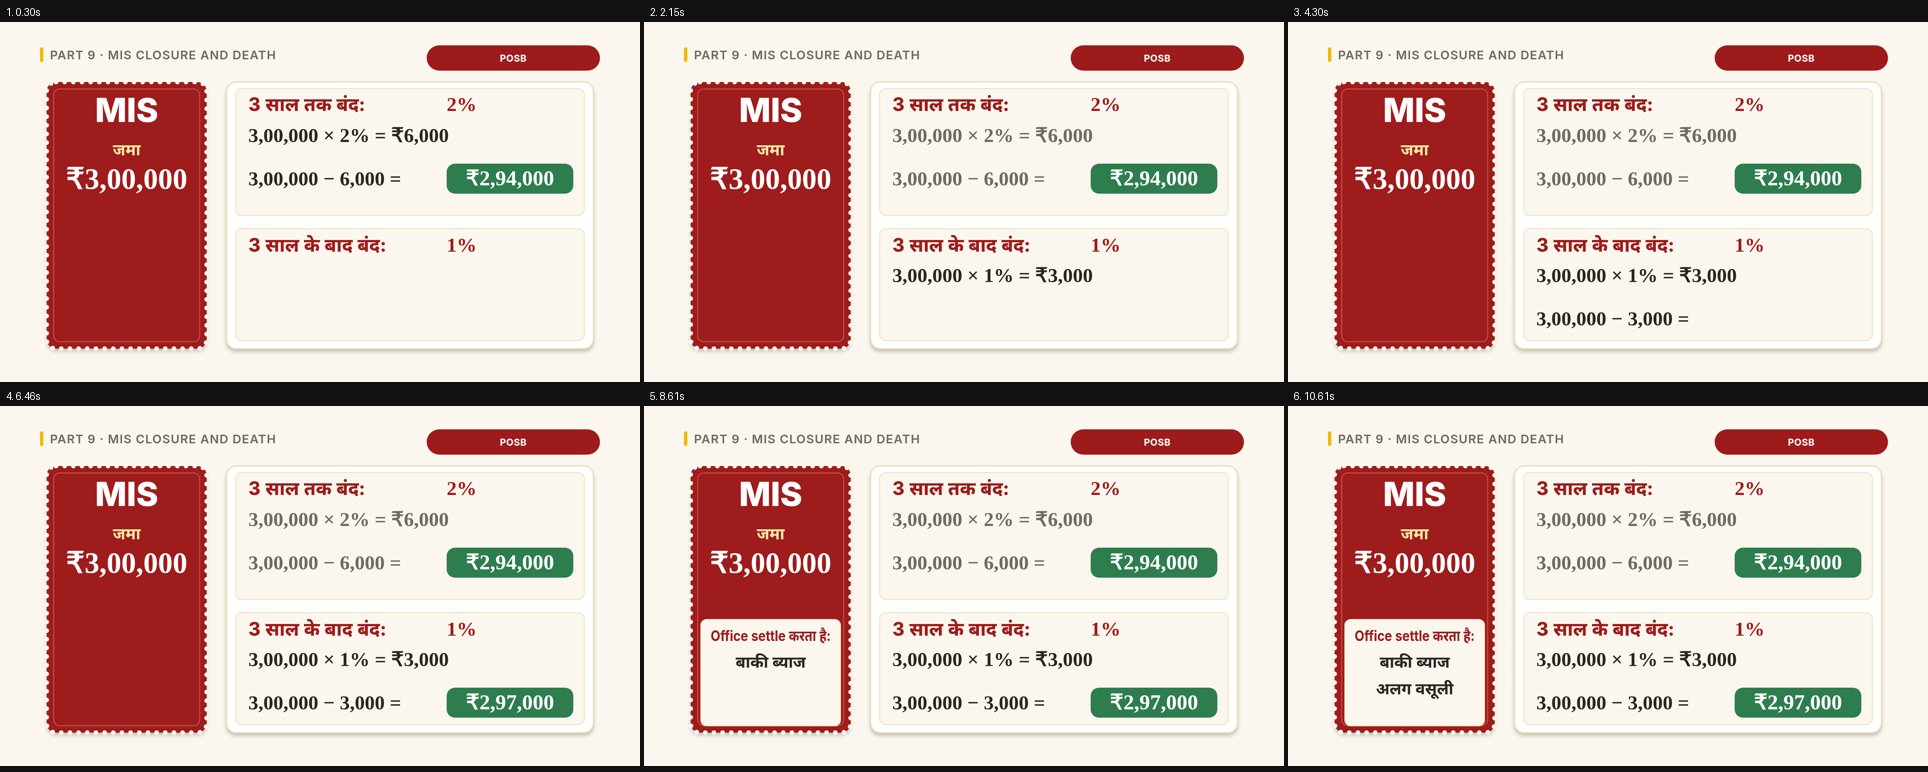 1. 0.30s
PART 9 · MIS CLOSURE AND DEATH
POSB
MIS
जमा
₹3,00,000
3 साल तक बंद: 2%
3,00,000 × 2% = ₹6,000
3,00,000 − 6,000 = ₹2,94,000
3 साल के बाद बंद: 1%
2. 2.15s
PART 9 · MIS CLOSURE AND DEATH
POSB
MIS
जमा
₹3,00,000
3 साल तक बंद: 2%
3,00,000 × 2% = ₹6,000
3,00,000 − 6,000 = ₹2,94,000
3 साल के बाद बंद: 1%
3,00,000 × 1% = ₹3,000
3. 4.30s
PART 9 · MIS CLOSURE AND DEATH
POSB
MIS
जमा
₹3,00,000
3 साल तक बंद: 2%
3,00,000 × 2% = ₹6,000
3,00,000 − 6,000 = ₹2,94,000
3 साल के बाद बंद: 1%
3,00,000 × 1% = ₹3,000
3,00,000 − 3,000 =
4. 6.46s
PART 9 · MIS CLOSURE AND DEATH
POSB
MIS
जमा
₹3,00,000
3 साल तक बंद: 2%
3,00,000 × 2% = ₹6,000
3,00,000 − 6,000 = ₹2,94,000
3 साल के बाद बंद: 1%
3,00,000 × 1% = ₹3,000
3,00,000 − 3,000 = ₹2,97,000
5. 8.61s
PART 9 · MIS CLOSURE AND DEATH
POSB
MIS
जमा
₹3,00,000
Office settle करता है:
बाकी ब्याज
3 साल तक बंद: 2%
3,00,000 × 2% = ₹6,000
3,00,000 − 6,000 = ₹2,94,000
3 साल के बाद बंद: 1%
3,00,000 × 1% = ₹3,000
3,00,000 − 3,000 = ₹2,97,000
6. 10.61s
PART 9 · MIS CLOSURE AND DEATH
POSB
MIS
जमा
₹3,00,000
Office settle करता है:
बाकी ब्याज
अलग वसूली
3 साल तक बंद: 2%
3,00,000 × 2% = ₹6,000
3,00,000 − 6,000 = ₹2,94,000
3 साल के बाद बंद: 1%
3,00,000 × 1% = ₹3,000
3,00,000 − 3,000 = ₹2,97,000